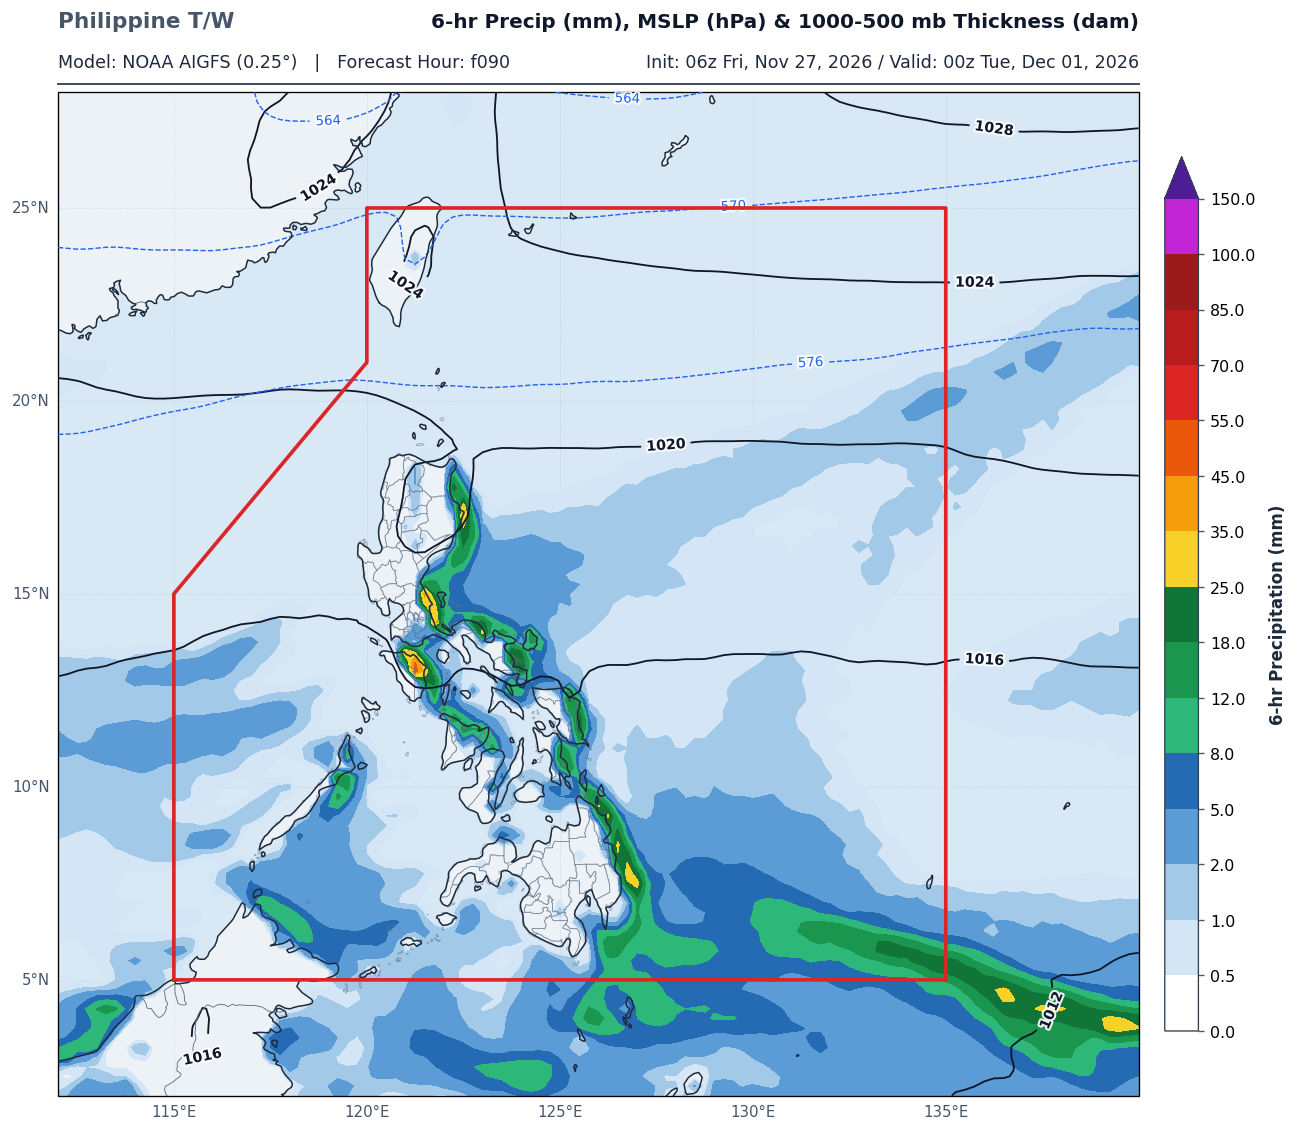 Philippine T/W
6-hr Precip (mm), MSLP (hPa) & 1000-500 mb Thickness (dam)
Model: NOAA AIGFS (0.25°) | Forecast Hour: f090
Init: 06z Fri, Nov 27, 2026 / Valid: 00z Tue, Dec 01, 2026
564
564
1028
1024
570
25°N
1024
1024
576
20°N
1020
15°N
1016
10°N
5°N
1012
1016
115°E
120°E
125°E
130°E
135°E
150.0
100.0
85.0
70.0
55.0
45.0
35.0
25.0
18.0
12.0
8.0
5.0
2.0
1.0
0.5
0.0
6-hr Precipitation (mm)